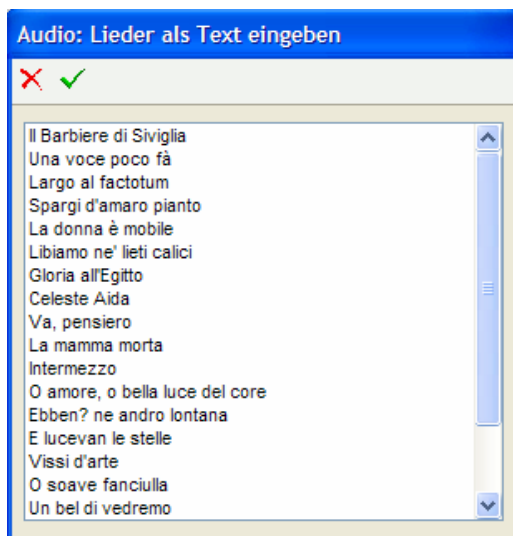 Audio: Lieder als Text eingeben
Il Barbiere di Siviglia
Una voce poco fà
Largo al factotum
Spargi d'amaro pianto
La donna è mobile
Libiamo ne' lieti calici
Gloria all'Egitto
Celeste Aida
Va, pensiero
La mamma morta
Intermezzo
O amore, o bella luce del core
Ebben? ne andro lontana
E lucevan le stelle
Vissi d'arte
O soave fanciulla
Un bel di vedremo